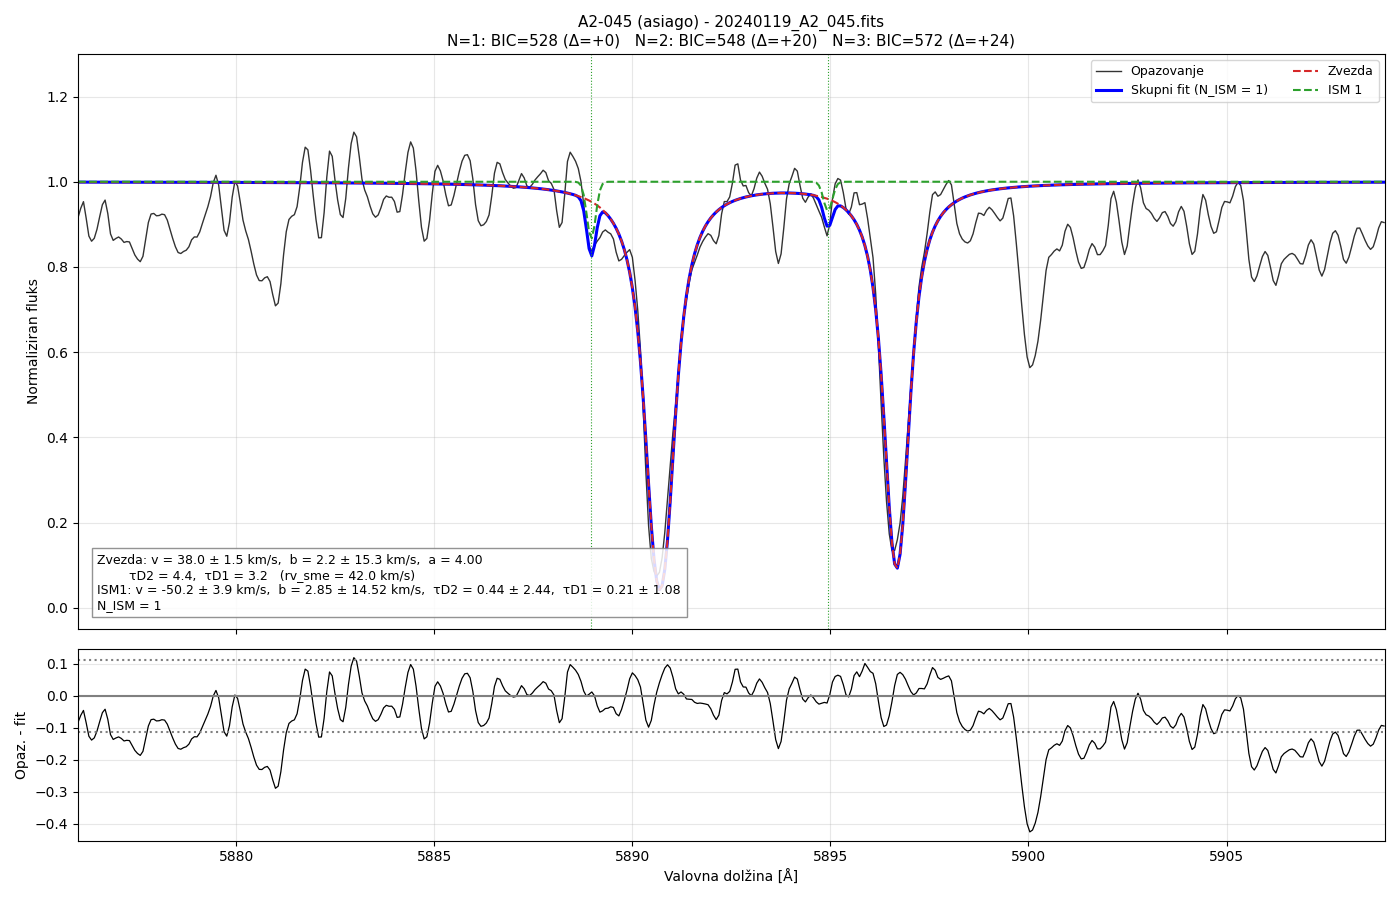 A2-045 (asiago) - 20240119_A2_045.fits
N=1: BIC=528 (Δ=+0)   N=2: BIC=548 (Δ=+20)   N=3: BIC=572 (Δ=+24)
Opazovanje
Skupni fit (N_ISM = 1)
Zvezda
ISM 1
Normaliziran fluks
1.2
1.0
0.8
0.6
0.4
0.2
0.0
Zvezda: v = 38.0 ± 1.5 km/s,  b = 2.2 ± 15.3 km/s,  a = 4.00
τD2 = 4.4,  τD1 = 3.2   (rv_sme = 42.0 km/s)
ISM1: v = -50.2 ± 3.9 km/s,  b = 2.85 ± 14.52 km/s,  τD2 = 0.44 ± 2.44,  τD1 = 0.21 ± 1.08
N_ISM = 1
Opaz. - fit
0.1
0.0
−0.1
−0.2
−0.3
−0.4
5880
5885
5890
5895
5900
5905
Valovna dolžina [Å]